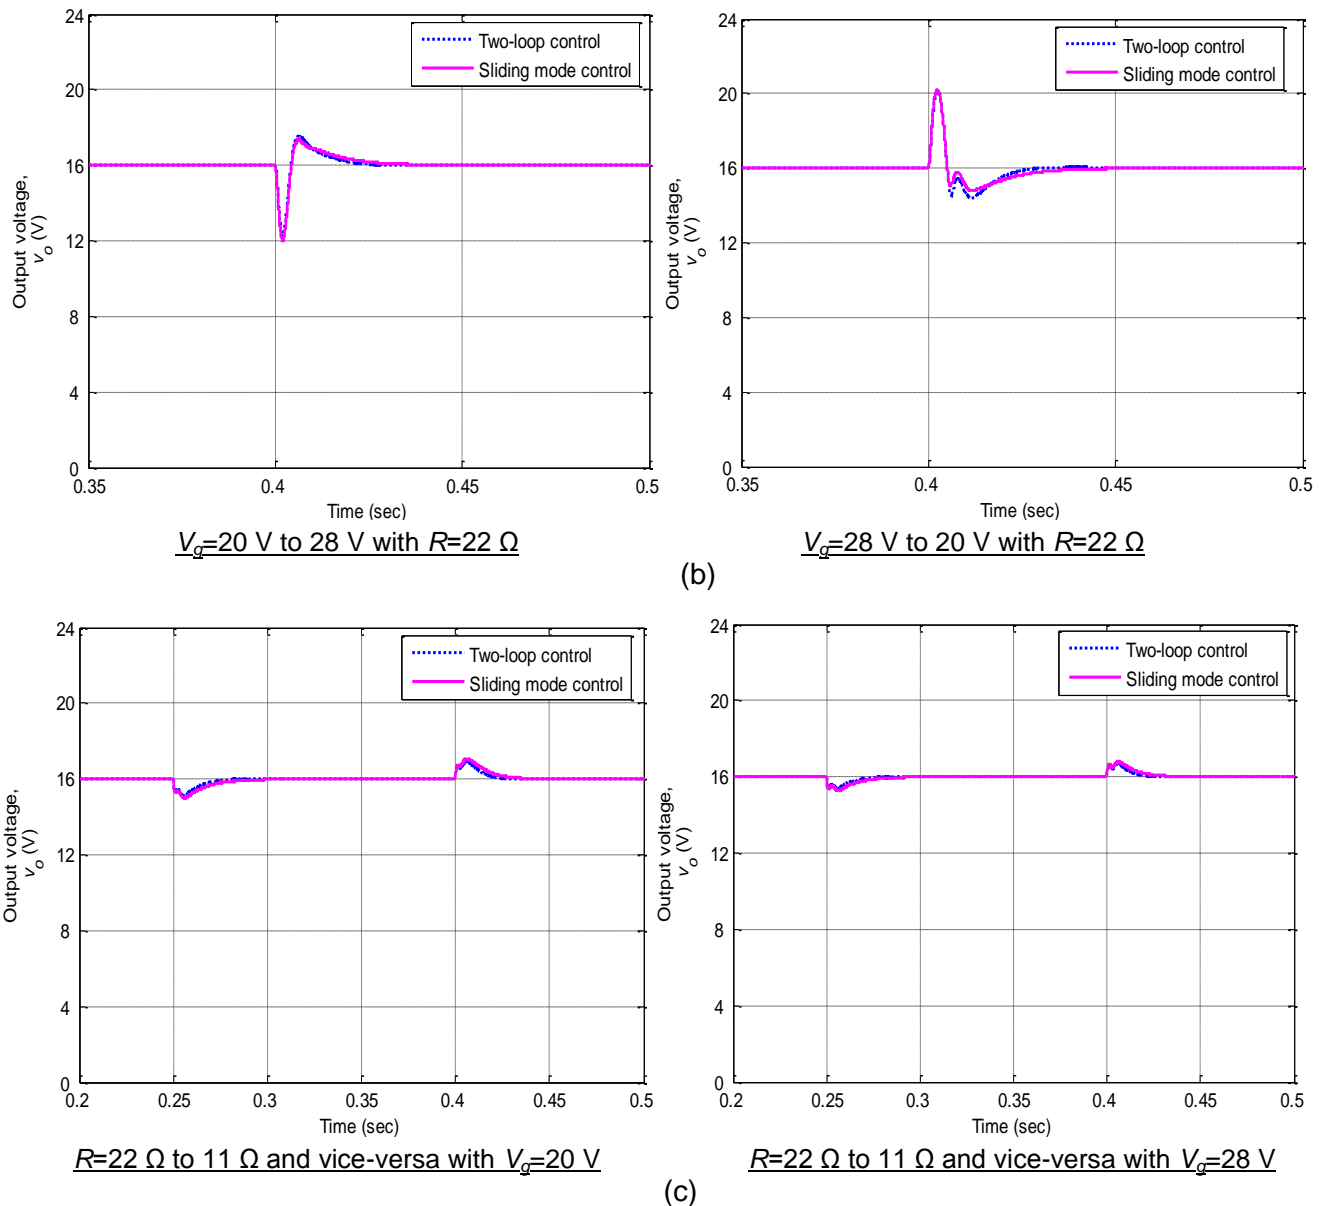 24
20
16
12
8
4
0
Output voltage,
v_o (V)
Two-loop control
Sliding mode control
0.35
0.4
0.45
0.5
Time (sec)
V_g=20 V to 28 V with R=22 Ω
24
20
16
12
8
4
0
Output voltage,
v_o (V)
Two-loop control
Sliding mode control
0.35
0.4
0.45
0.5
Time (sec)
V_g=28 V to 20 V with R=22 Ω
(b)
24
20
16
12
8
4
0
Output voltage,
v_o (V)
Two-loop control
Sliding mode control
0.2
0.25
0.3
0.35
0.4
0.45
0.5
Time (sec)
R=22 Ω to 11 Ω and vice-versa with V_g=20 V
24
20
16
12
8
4
0
Output voltage,
v_o (V)
Two-loop control
Sliding mode control
0.2
0.25
0.3
0.35
0.4
0.45
0.5
Time (sec)
R=22 Ω to 11 Ω and vice-versa with V_g=28 V
(c)